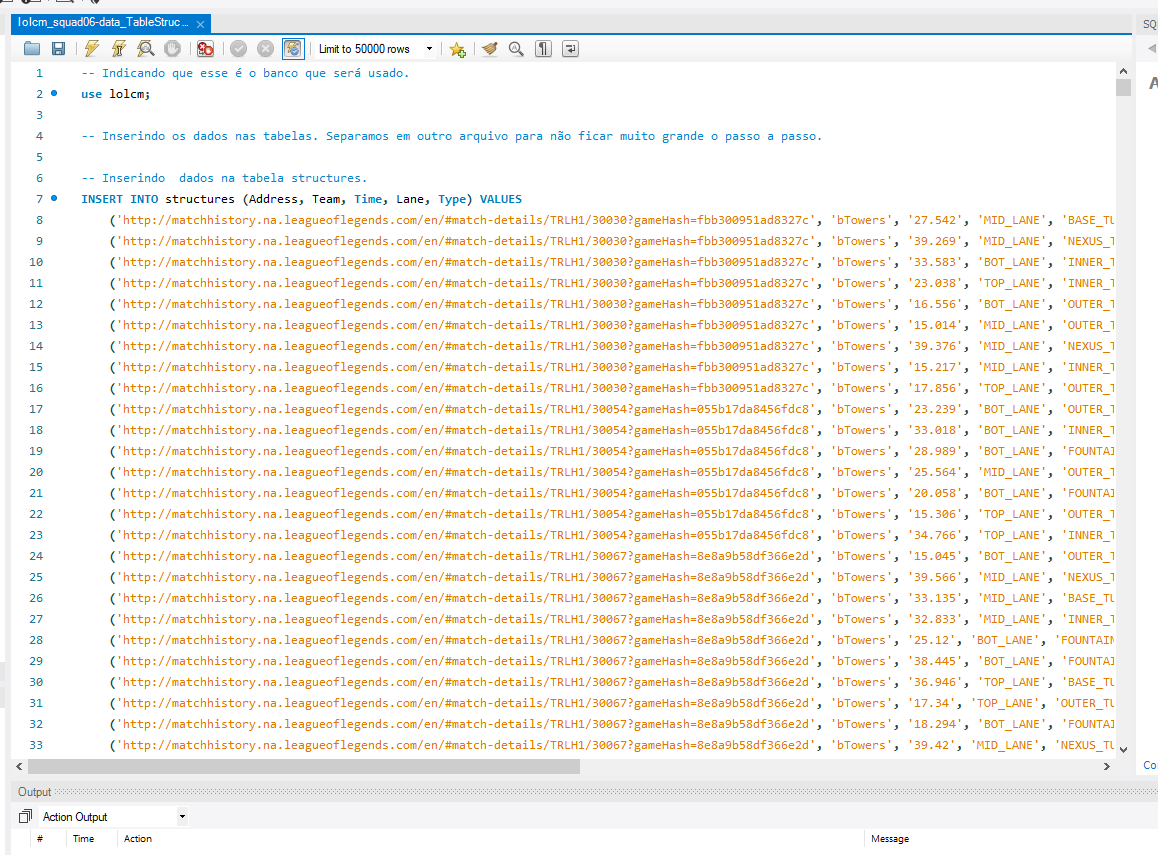 lolcm_squad06-data_TableStruc...
SQ
Limit to 50000 rows
1 -- Indicando que esse é o banco que será usado.
2 use lolcm;
3
4 -- Inserindo os dados nas tabelas. Separamos em outro arquivo para não ficar muito grande o passo a passo.
5
6 -- Inserindo  dados na tabela structures.
7 INSERT INTO structures (Address, Team, Time, Lane, Type) VALUES
8 ('http://matchhistory.na.leagueoflegends.com/en/#match-details/TRLH1/30030?gameHash=fbb300951ad8327c', 'bTowers', '27.542', 'MID_LANE', 'BASE_TU
9 ('http://matchhistory.na.leagueoflegends.com/en/#match-details/TRLH1/30030?gameHash=fbb300951ad8327c', 'bTowers', '39.269', 'MID_LANE', 'NEXUS_T
10 ('http://matchhistory.na.leagueoflegends.com/en/#match-details/TRLH1/30030?gameHash=fbb300951ad8327c', 'bTowers', '33.583', 'BOT_LANE', 'INNER_T
11 ('http://matchhistory.na.leagueoflegends.com/en/#match-details/TRLH1/30030?gameHash=fbb300951ad8327c', 'bTowers', '23.038', 'TOP_LANE', 'INNER_T
12 ('http://matchhistory.na.leagueoflegends.com/en/#match-details/TRLH1/30030?gameHash=fbb300951ad8327c', 'bTowers', '16.556', 'BOT_LANE', 'OUTER_T
13 ('http://matchhistory.na.leagueoflegends.com/en/#match-details/TRLH1/30030?gameHash=fbb300951ad8327c', 'bTowers', '15.014', 'MID_LANE', 'OUTER_T
14 ('http://matchhistory.na.leagueoflegends.com/en/#match-details/TRLH1/30030?gameHash=fbb300951ad8327c', 'bTowers', '39.376', 'MID_LANE', 'NEXUS_T
15 ('http://matchhistory.na.leagueoflegends.com/en/#match-details/TRLH1/30030?gameHash=fbb300951ad8327c', 'bTowers', '15.217', 'MID_LANE', 'INNER_T
16 ('http://matchhistory.na.leagueoflegends.com/en/#match-details/TRLH1/30030?gameHash=fbb300951ad8327c', 'bTowers', '17.856', 'TOP_LANE', 'OUTER_T
17 ('http://matchhistory.na.leagueoflegends.com/en/#match-details/TRLH1/30054?gameHash=055b17da8456fdc8', 'bTowers', '23.239', 'BOT_LANE', 'OUTER_T
18 ('http://matchhistory.na.leagueoflegends.com/en/#match-details/TRLH1/30054?gameHash=055b17da8456fdc8', 'bTowers', '33.018', 'BOT_LANE', 'INNER_T
19 ('http://matchhistory.na.leagueoflegends.com/en/#match-details/TRLH1/30054?gameHash=055b17da8456fdc8', 'bTowers', '28.989', 'BOT_LANE', 'FOUNTAI
20 ('http://matchhistory.na.leagueoflegends.com/en/#match-details/TRLH1/30054?gameHash=055b17da8456fdc8', 'bTowers', '25.564', 'MID_LANE', 'OUTER_T
21 ('http://matchhistory.na.leagueoflegends.com/en/#match-details/TRLH1/30054?gameHash=055b17da8456fdc8', 'bTowers', '20.058', 'BOT_LANE', 'FOUNTAI
22 ('http://matchhistory.na.leagueoflegends.com/en/#match-details/TRLH1/30054?gameHash=055b17da8456fdc8', 'bTowers', '15.306', 'TOP_LANE', 'OUTER_T
23 ('http://matchhistory.na.leagueoflegends.com/en/#match-details/TRLH1/30054?gameHash=055b17da8456fdc8', 'bTowers', '34.766', 'TOP_LANE', 'INNER_T
24 ('http://matchhistory.na.leagueoflegends.com/en/#match-details/TRLH1/30067?gameHash=8e8a9b58df366e2d', 'bTowers', '15.045', 'BOT_LANE', 'OUTER_T
25 ('http://matchhistory.na.leagueoflegends.com/en/#match-details/TRLH1/30067?gameHash=8e8a9b58df366e2d', 'bTowers', '39.566', 'MID_LANE', 'NEXUS_T
26 ('http://matchhistory.na.leagueoflegends.com/en/#match-details/TRLH1/30067?gameHash=8e8a9b58df366e2d', 'bTowers', '33.135', 'MID_LANE', 'BASE_TU
27 ('http://matchhistory.na.leagueoflegends.com/en/#match-details/TRLH1/30067?gameHash=8e8a9b58df366e2d', 'bTowers', '32.833', 'MID_LANE', 'INNER_T
28 ('http://matchhistory.na.leagueoflegends.com/en/#match-details/TRLH1/30067?gameHash=8e8a9b58df366e2d', 'bTowers', '25.12', 'BOT_LANE', 'FOUNTAIN
29 ('http://matchhistory.na.leagueoflegends.com/en/#match-details/TRLH1/30067?gameHash=8e8a9b58df366e2d', 'bTowers', '38.445', 'BOT_LANE', 'FOUNTAI
30 ('http://matchhistory.na.leagueoflegends.com/en/#match-details/TRLH1/30067?gameHash=8e8a9b58df366e2d', 'bTowers', '36.946', 'TOP_LANE', 'BASE_TU
31 ('http://matchhistory.na.leagueoflegends.com/en/#match-details/TRLH1/30067?gameHash=8e8a9b58df366e2d', 'bTowers', '17.34', 'TOP_LANE', 'OUTER_TU
32 ('http://matchhistory.na.leagueoflegends.com/en/#match-details/TRLH1/30067?gameHash=8e8a9b58df366e2d', 'bTowers', '18.294', 'BOT_LANE', 'FOUNTAI
33 ('http://matchhistory.na.leagueoflegends.com/en/#match-details/TRLH1/30067?gameHash=8e8a9b58df366e2d', 'bTowers', '39.42', 'MID_LANE', 'NEXUS_TU
Co
Output
Action Output
# Time Action Message